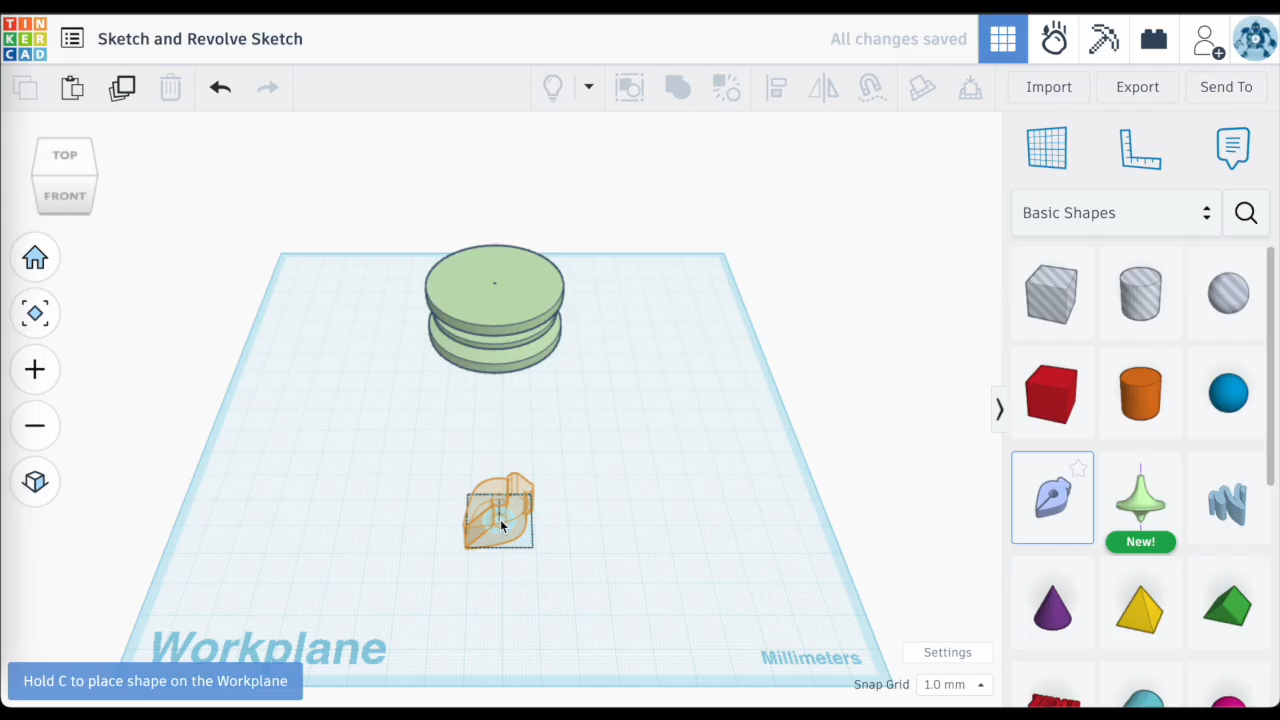 TIN
KER
CAD
Sketch and Revolve Sketch
All changes saved
Import
Export
Send To
TOP
FRONT
Basic Shapes
New!
Workplane
Millimeters
Settings
Hold C to place shape on the Workplane
Snap Grid
1.0 mm